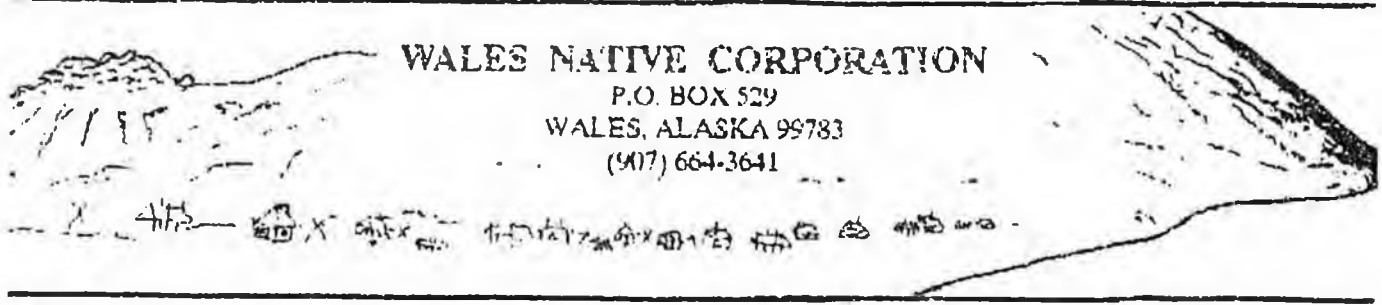 WALES NATIVE CORPORATION
P.O. BOX 529
WALES, ALASKA 99783
(907) 664-3641